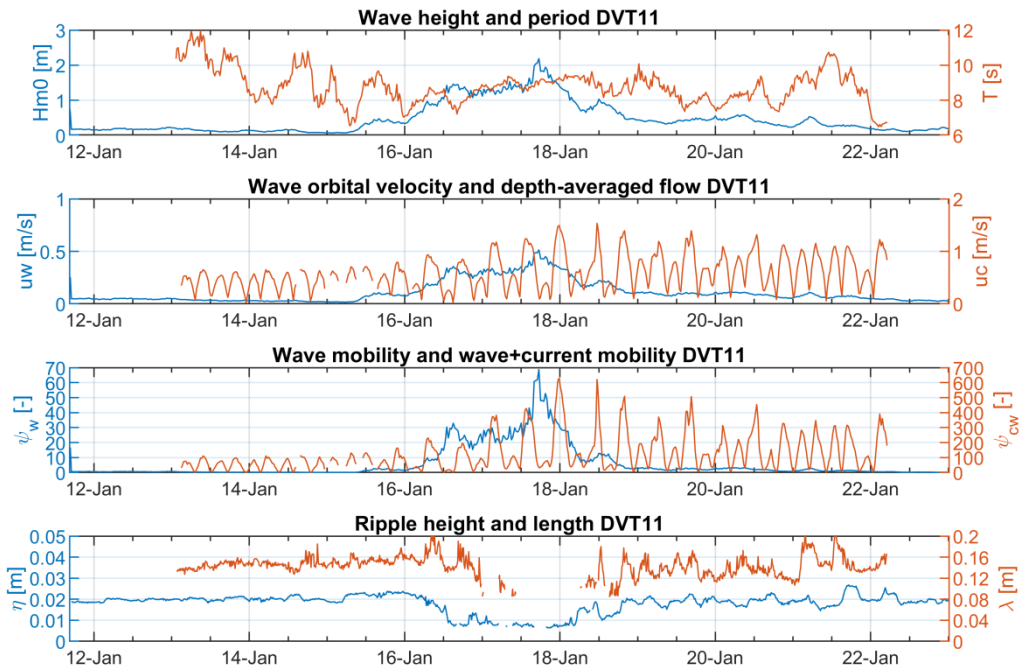 Wave height and period DVT11
Hm0 [m]
3
2
1
0
12
10
8
6
T [s]
12-Jan 14-Jan 16-Jan 18-Jan 20-Jan 22-Jan
Wave orbital velocity and depth-averaged flow DVT11
uw [m/s]
1
0.5
0
2
1
0
uc [m/s]
12-Jan 14-Jan 16-Jan 18-Jan 20-Jan 22-Jan
Wave mobility and wave+current mobility DVT11
ψw [-]
70
60
50
40
30
20
10
0
700
600
500
400
300
200
100
0
ψcw [-]
12-Jan 14-Jan 16-Jan 18-Jan 20-Jan 22-Jan
Ripple height and length DVT11
η [m]
0.05
0.04
0.03
0.02
0.01
0
0.2
0.16
0.12
0.08
0.04
0
λ [m]
12-Jan 14-Jan 16-Jan 18-Jan 20-Jan 22-Jan